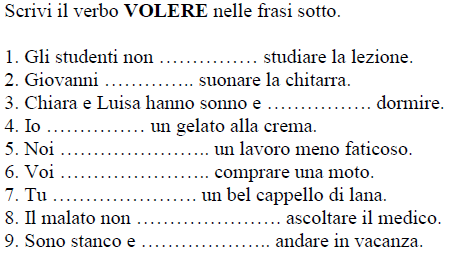 Scrivi il verbo VOLERE nelle frasi sotto.
1. Gli studenti non …………… studiare la lezione.
2. Giovanni ………….. suonare la chitarra.
3. Chiara e Luisa hanno sonno e ……………. dormire.
4. Io …………… un gelato alla crema.
5. Noi ………………….. un lavoro meno faticoso.
6. Voi ………………….. comprare una moto.
7. Tu …………………. un bel cappello di lana.
8. Il malato non …………………. ascoltare il medico.
9. Sono stanco e ……………….. andare in vacanza.